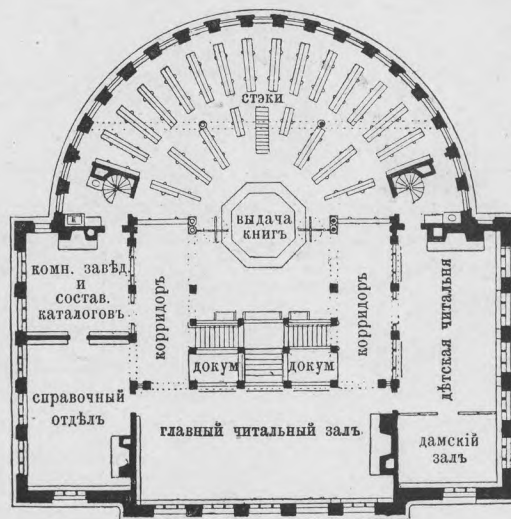 стэки
выдача
книгъ
комн. завѣд.
и
состав.
каталоговъ
корридоръ
корридоръ
дѣтская читальня
докум
докум
справочный
отдѣлъ
главный читальный залъ
дамскій
залъ